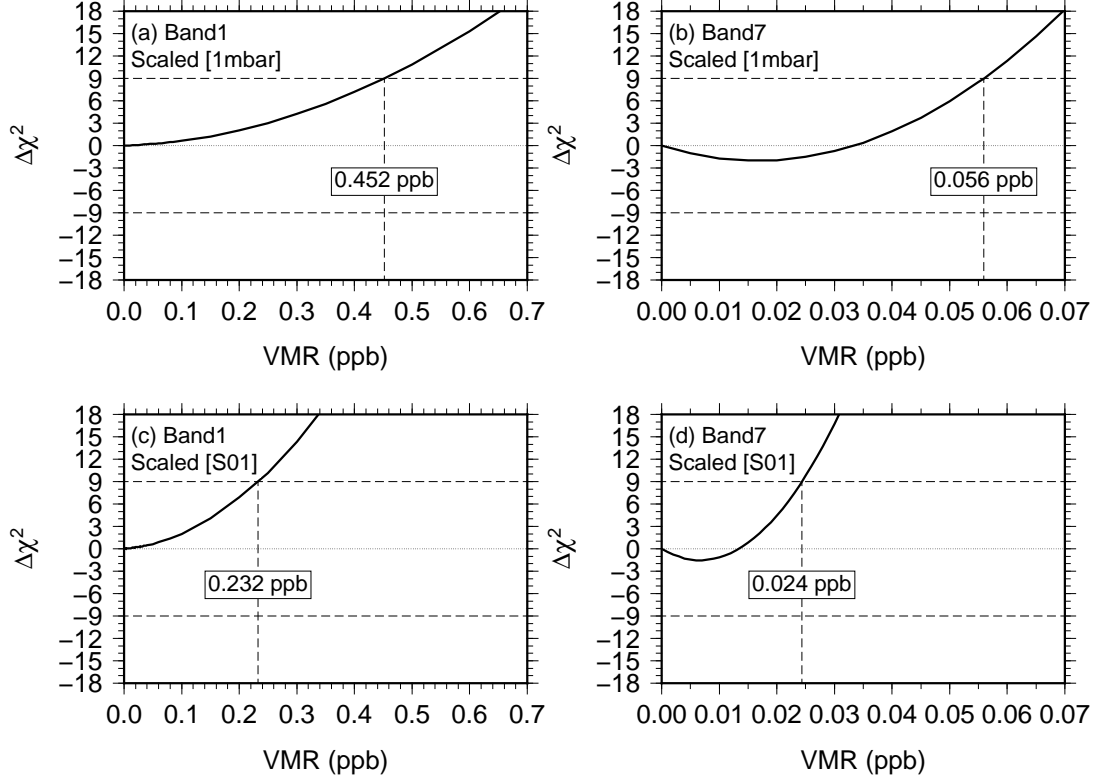 18
15
12
9
6
3
0
−3
−6
−9
−12
−15
−18
Δχ²
(a) Band1
Scaled [1mbar]
0.452 ppb
0.0 0.1 0.2 0.3 0.4 0.5 0.6 0.7
VMR (ppb)
18
15
12
9
6
3
0
−3
−6
−9
−12
−15
−18
Δχ²
(b) Band7
Scaled [1mbar]
0.056 ppb
0.00 0.01 0.02 0.03 0.04 0.05 0.06 0.07
VMR (ppb)
18
15
12
9
6
3
0
−3
−6
−9
−12
−15
−18
Δχ²
(c) Band1
Scaled [S01]
0.232 ppb
0.0 0.1 0.2 0.3 0.4 0.5 0.6 0.7
VMR (ppb)
18
15
12
9
6
3
0
−3
−6
−9
−12
−15
−18
Δχ²
(d) Band7
Scaled [S01]
0.024 ppb
0.00 0.01 0.02 0.03 0.04 0.05 0.06 0.07
VMR (ppb)